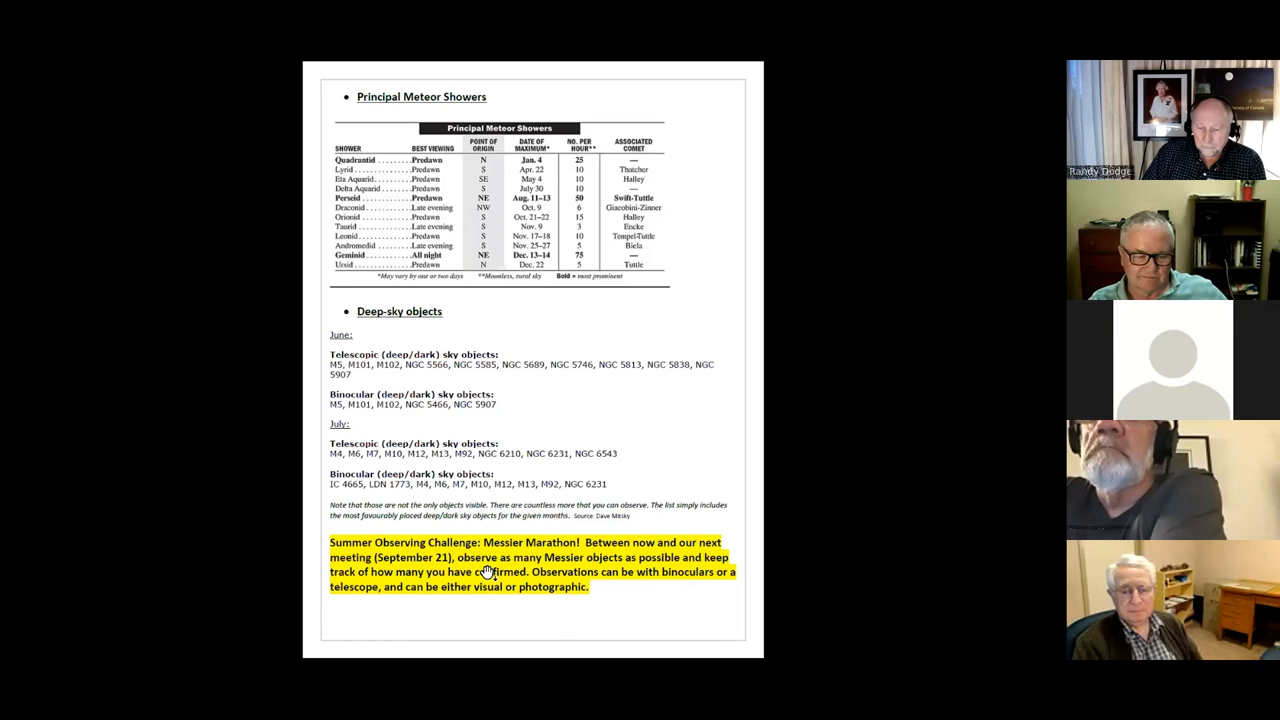 • Principal Meteor Showers
Principal Meteor Showers
SHOWER BEST VIEWING POINT OF ORIGIN DATE OF MAXIMUM* NO. PER HOUR** ASSOCIATED COMET
Quadrantid .........Predawn N Jan. 4 25 —
Lyrid ..................Predawn S Apr. 22 10 Thatcher
Eta Aquarid ........Predawn SE May 4 10 Halley
Delta Aquarid .....Predawn S July 30 10 —
Perseid ...............Predawn NE Aug. 11–13 50 Swift-Tuttle
Draconid ............Late evening NW Oct. 9 6 Giacobini-Zinner
Orionid ..............Predawn S Oct. 21–22 15 Halley
Taurid ................Late evening S Nov. 9 3 Encke
Leonid ...............Predawn S Nov. 17–18 10 Tempel-Tuttle
Andromedid .......Late evening S Nov. 25–27 5 Biela
Geminid .............All night NE Dec. 13–14 75 —
Ursid ..................Predawn N Dec. 22 5 Tuttle
*May vary by one or two days **Moonless, rural sky Bold = most prominent
• Deep-sky objects
June:
Telescopic (deep/dark) sky objects:
M5, M101, M102, NGC 5566, NGC 5585, NGC 5689, NGC 5746, NGC 5813, NGC 5838, NGC
5907
Binocular (deep/dark) sky objects:
M5, M101, M102, NGC 5466, NGC 5907
July:
Telescopic (deep/dark) sky objects:
M4, M6, M7, M10, M12, M13, M92, NGC 6210, NGC 6231, NGC 6543
Binocular (deep/dark) sky objects:
IC 4665, LDN 1773, M4, M6, M7, M10, M12, M13, M92, NGC 6231
Note that those are not the only objects visible. There are countless more that you can observe. The list simply includes
the most favourably placed deep/dark sky objects for the given months. Source: Dave Mitsky
Summer Observing Challenge: Messier Marathon! Between now and our next
meeting (September 21), observe as many Messier objects as possible and keep
track of how many you have confirmed. Observations can be with binoculars or a
telescope, and can be either visual or photographic.
Society of Canada
Randy Dodge